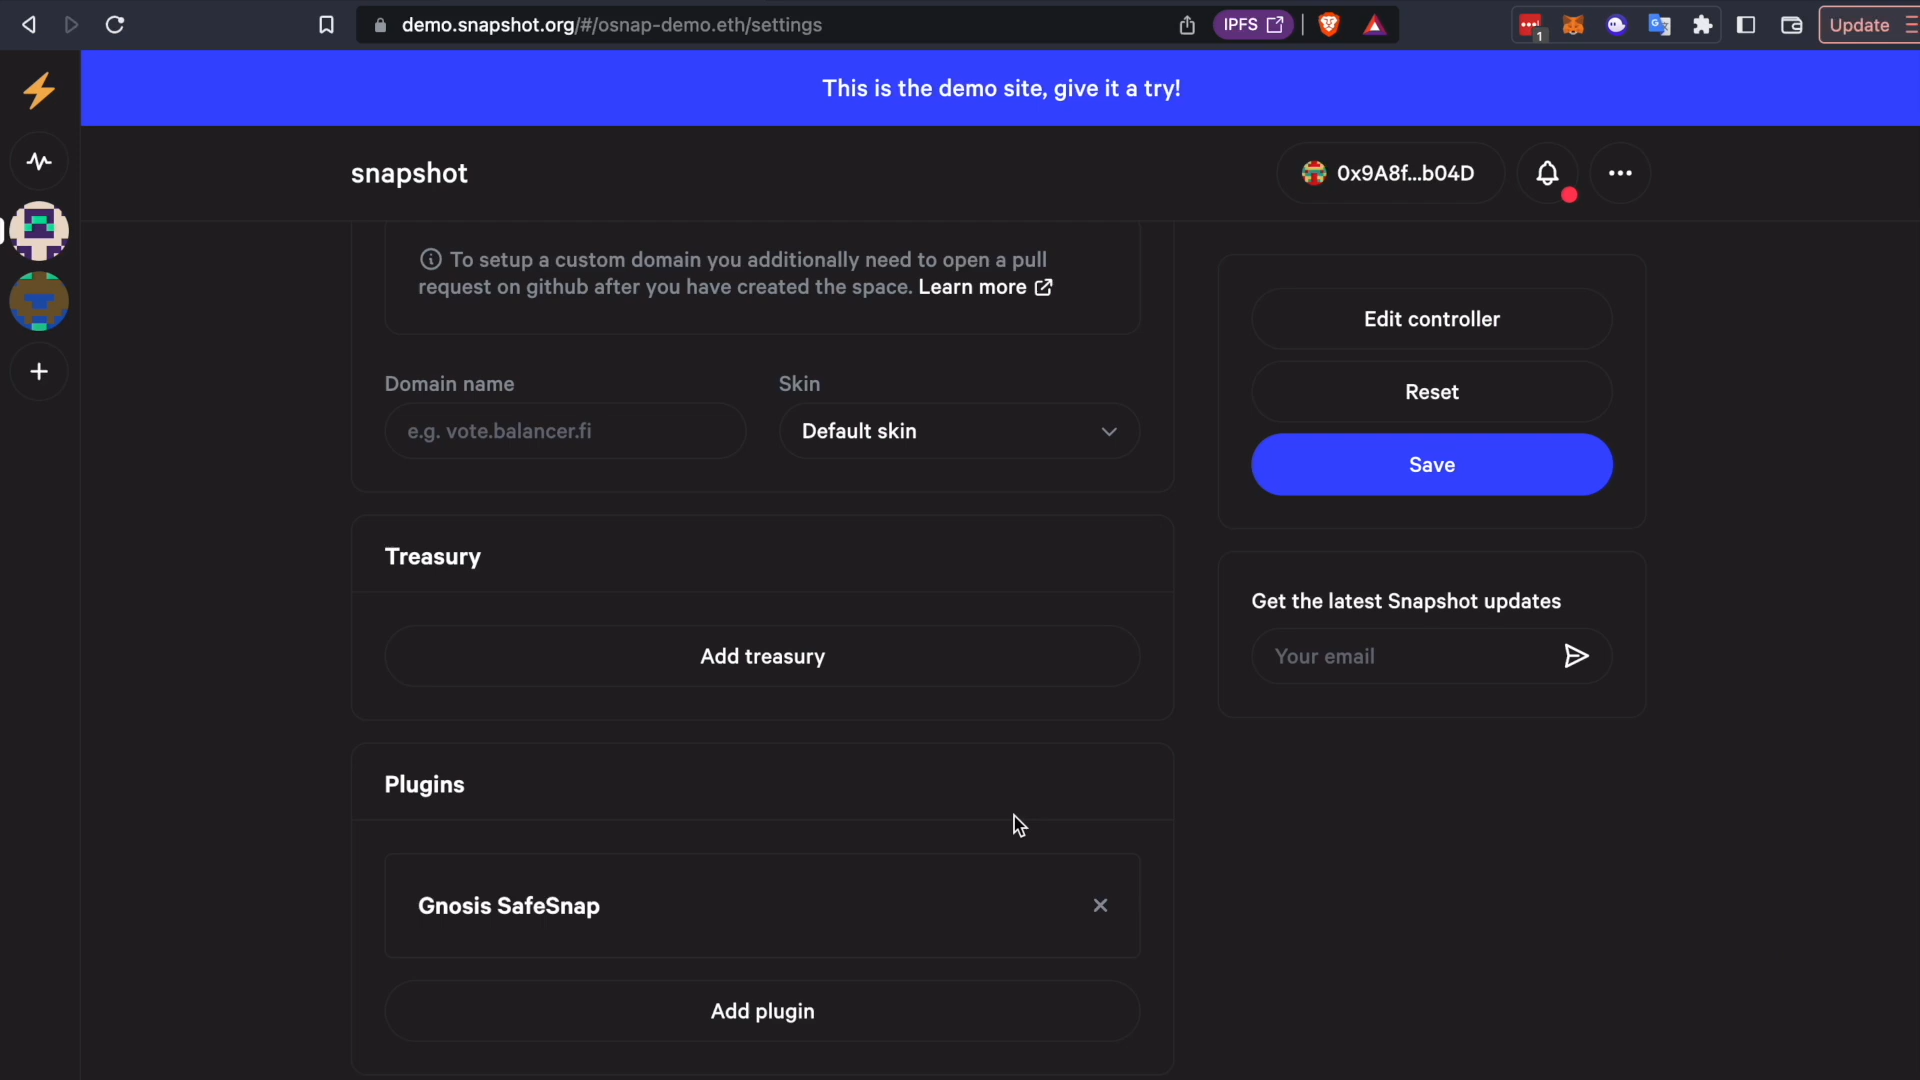 demo.snapshot.org/#/osnap-demo.eth/settings
IPFS
1
Update
This is the demo site, give it a try!
snapshot
0x9A8f...b04D
To setup a custom domain you additionally need to open a pull
request on github after you have created the space. Learn more
Domain name
Skin
e.g. vote.balancer.fi
Default skin
Edit controller
Reset
Save
Treasury
Add treasury
Get the latest Snapshot updates
Your email
Plugins
Gnosis SafeSnap
Add plugin